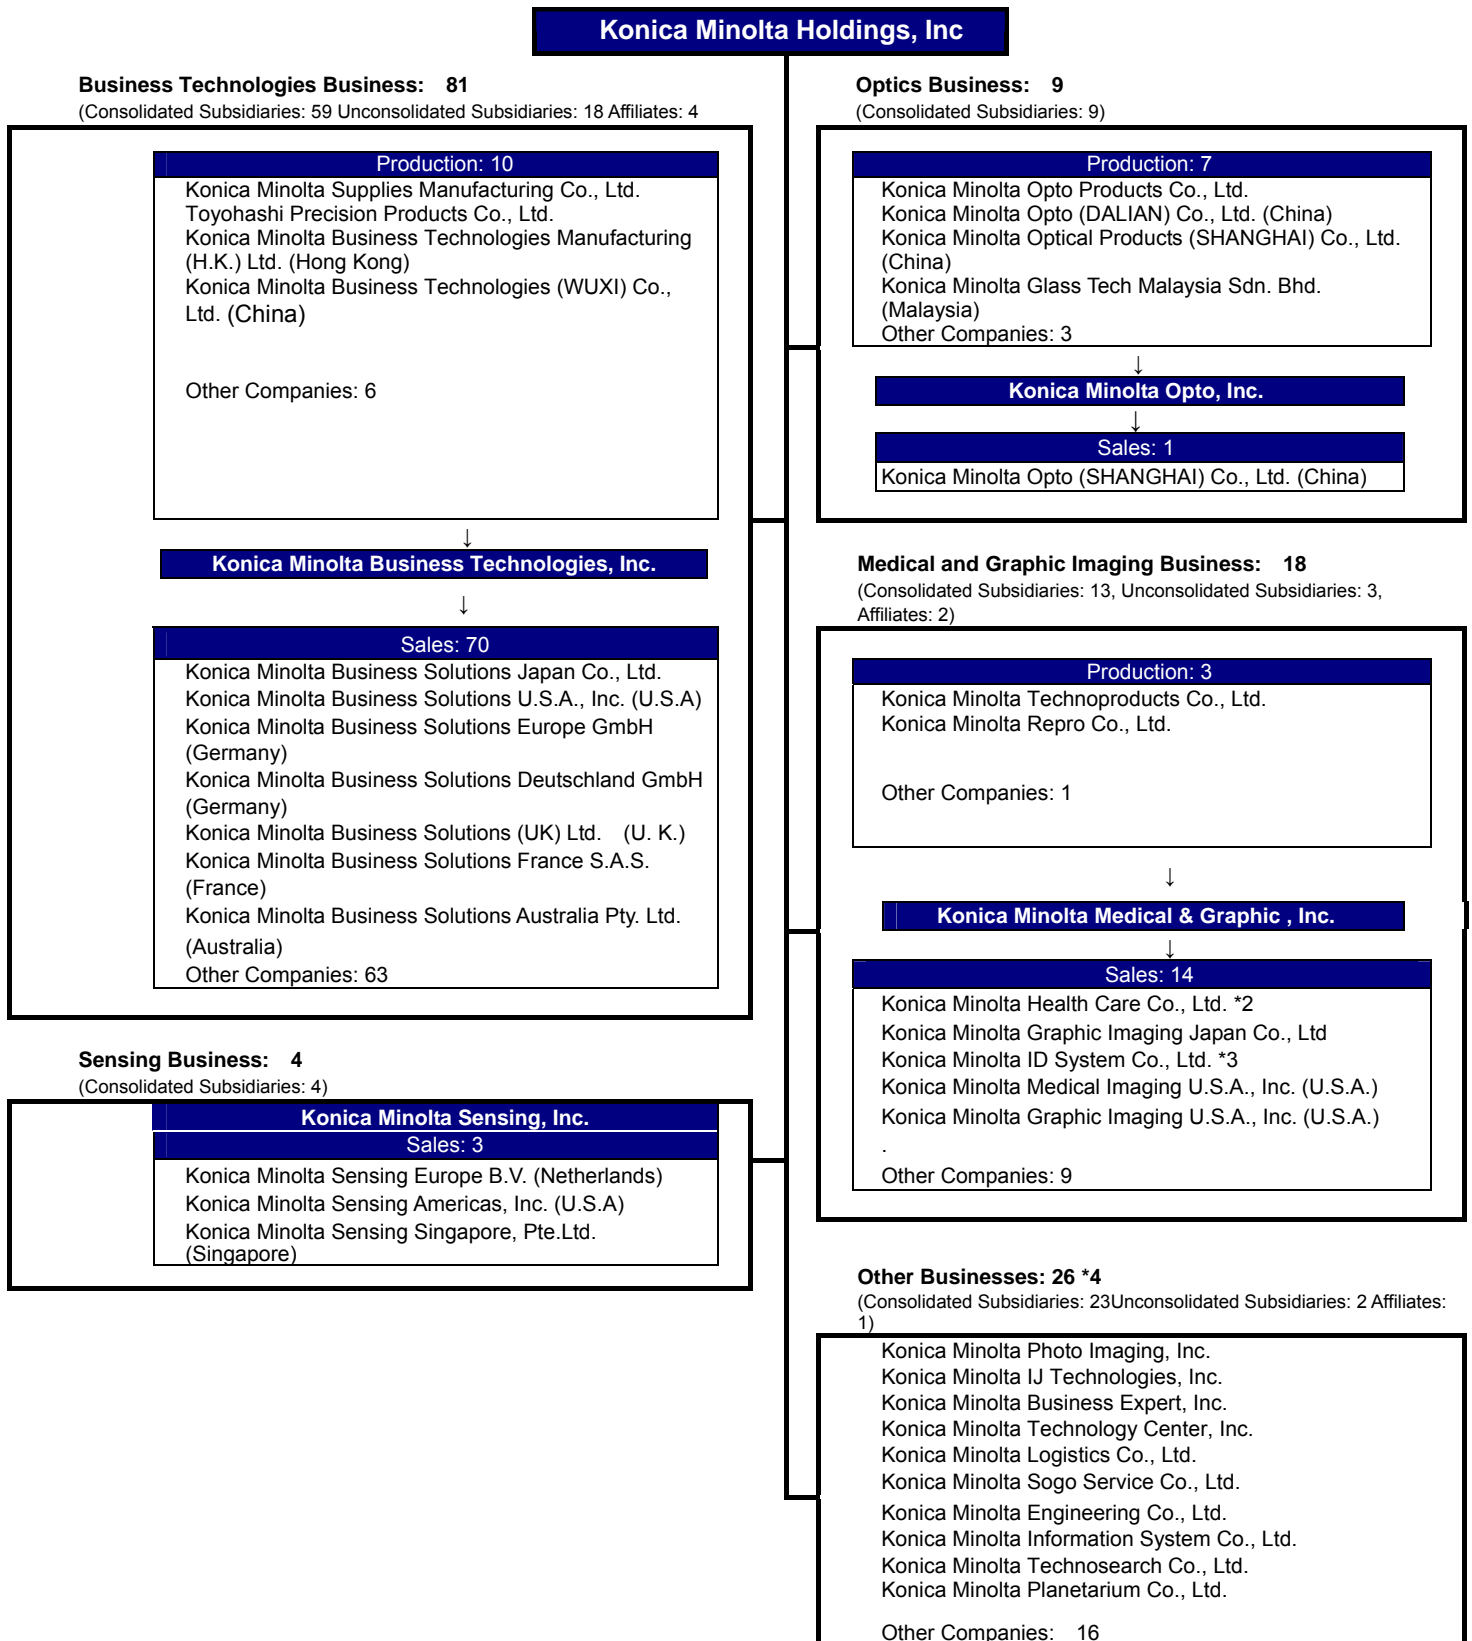 Konica Minolta Holdings, Inc
Business Technologies Business: 81
(Consolidated Subsidiaries: 59 Unconsolidated Subsidiaries: 18 Affiliates: 4
Production: 10
Konica Minolta Supplies Manufacturing Co., Ltd.
Toyohashi Precision Products Co., Ltd.
Konica Minolta Business Technologies Manufacturing
(H.K.) Ltd. (Hong Kong)
Konica Minolta Business Technologies (WUXI) Co.,
Ltd. (China)
Other Companies: 6
↓
Konica Minolta Business Technologies, Inc.
↓
Sales: 70
Konica Minolta Business Solutions Japan Co., Ltd.
Konica Minolta Business Solutions U.S.A., Inc. (U.S.A)
Konica Minolta Business Solutions Europe GmbH
(Germany)
Konica Minolta Business Solutions Deutschland GmbH
(Germany)
Konica Minolta Business Solutions (UK) Ltd. (U. K.)
Konica Minolta Business Solutions France S.A.S.
(France)
Konica Minolta Business Solutions Australia Pty. Ltd.
(Australia)
Other Companies: 63
Sensing Business: 4
(Consolidated Subsidiaries: 4)
Konica Minolta Sensing, Inc.
Sales: 3
Konica Minolta Sensing Europe B.V. (Netherlands)
Konica Minolta Sensing Americas, Inc. (U.S.A)
Konica Minolta Sensing Singapore, Pte.Ltd.
(Singapore)
Optics Business: 9
(Consolidated Subsidiaries: 9)
Production: 7
Konica Minolta Opto Products Co., Ltd.
Konica Minolta Opto (DALIAN) Co., Ltd. (China)
Konica Minolta Optical Products (SHANGHAI) Co., Ltd.
(China)
Konica Minolta Glass Tech Malaysia Sdn. Bhd.
(Malaysia)
Other Companies: 3
↓
Konica Minolta Opto, Inc.
↓
Sales: 1
Konica Minolta Opto (SHANGHAI) Co., Ltd. (China)
Medical and Graphic Imaging Business: 18
(Consolidated Subsidiaries: 13, Unconsolidated Subsidiaries: 3,
Affiliates: 2)
Production: 3
Konica Minolta Technoproducts Co., Ltd.
Konica Minolta Repro Co., Ltd.
Other Companies: 1
↓
Konica Minolta Medical & Graphic , Inc.
↓
Sales: 14
Konica Minolta Health Care Co., Ltd. *2
Konica Minolta Graphic Imaging Japan Co., Ltd
Konica Minolta ID System Co., Ltd. *3
Konica Minolta Medical Imaging U.S.A., Inc. (U.S.A.)
Konica Minolta Graphic Imaging U.S.A., Inc. (U.S.A.)
.
Other Companies: 9
Other Businesses: 26 *4
(Consolidated Subsidiaries: 23Unconsolidated Subsidiaries: 2 Affiliates:
1)
Konica Minolta Photo Imaging, Inc.
Konica Minolta IJ Technologies, Inc.
Konica Minolta Business Expert, Inc.
Konica Minolta Technology Center, Inc.
Konica Minolta Logistics Co., Ltd.
Konica Minolta Sogo Service Co., Ltd.
Konica Minolta Engineering Co., Ltd.
Konica Minolta Information System Co., Ltd.
Konica Minolta Technosearch Co., Ltd.
Konica Minolta Planetarium Co., Ltd.
Other Companies: 16